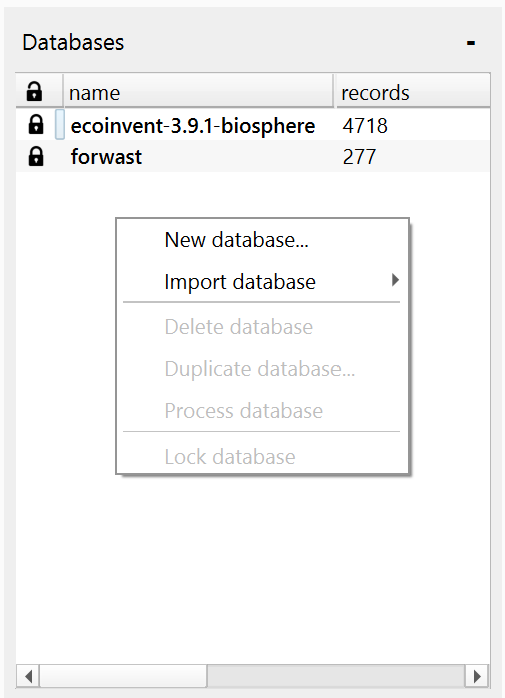 Databases -
name records
ecoinvent-3.9.1-biosphere 4718
forwast 277
New database...
Import database
Delete database
Duplicate database...
Process database
Lock database